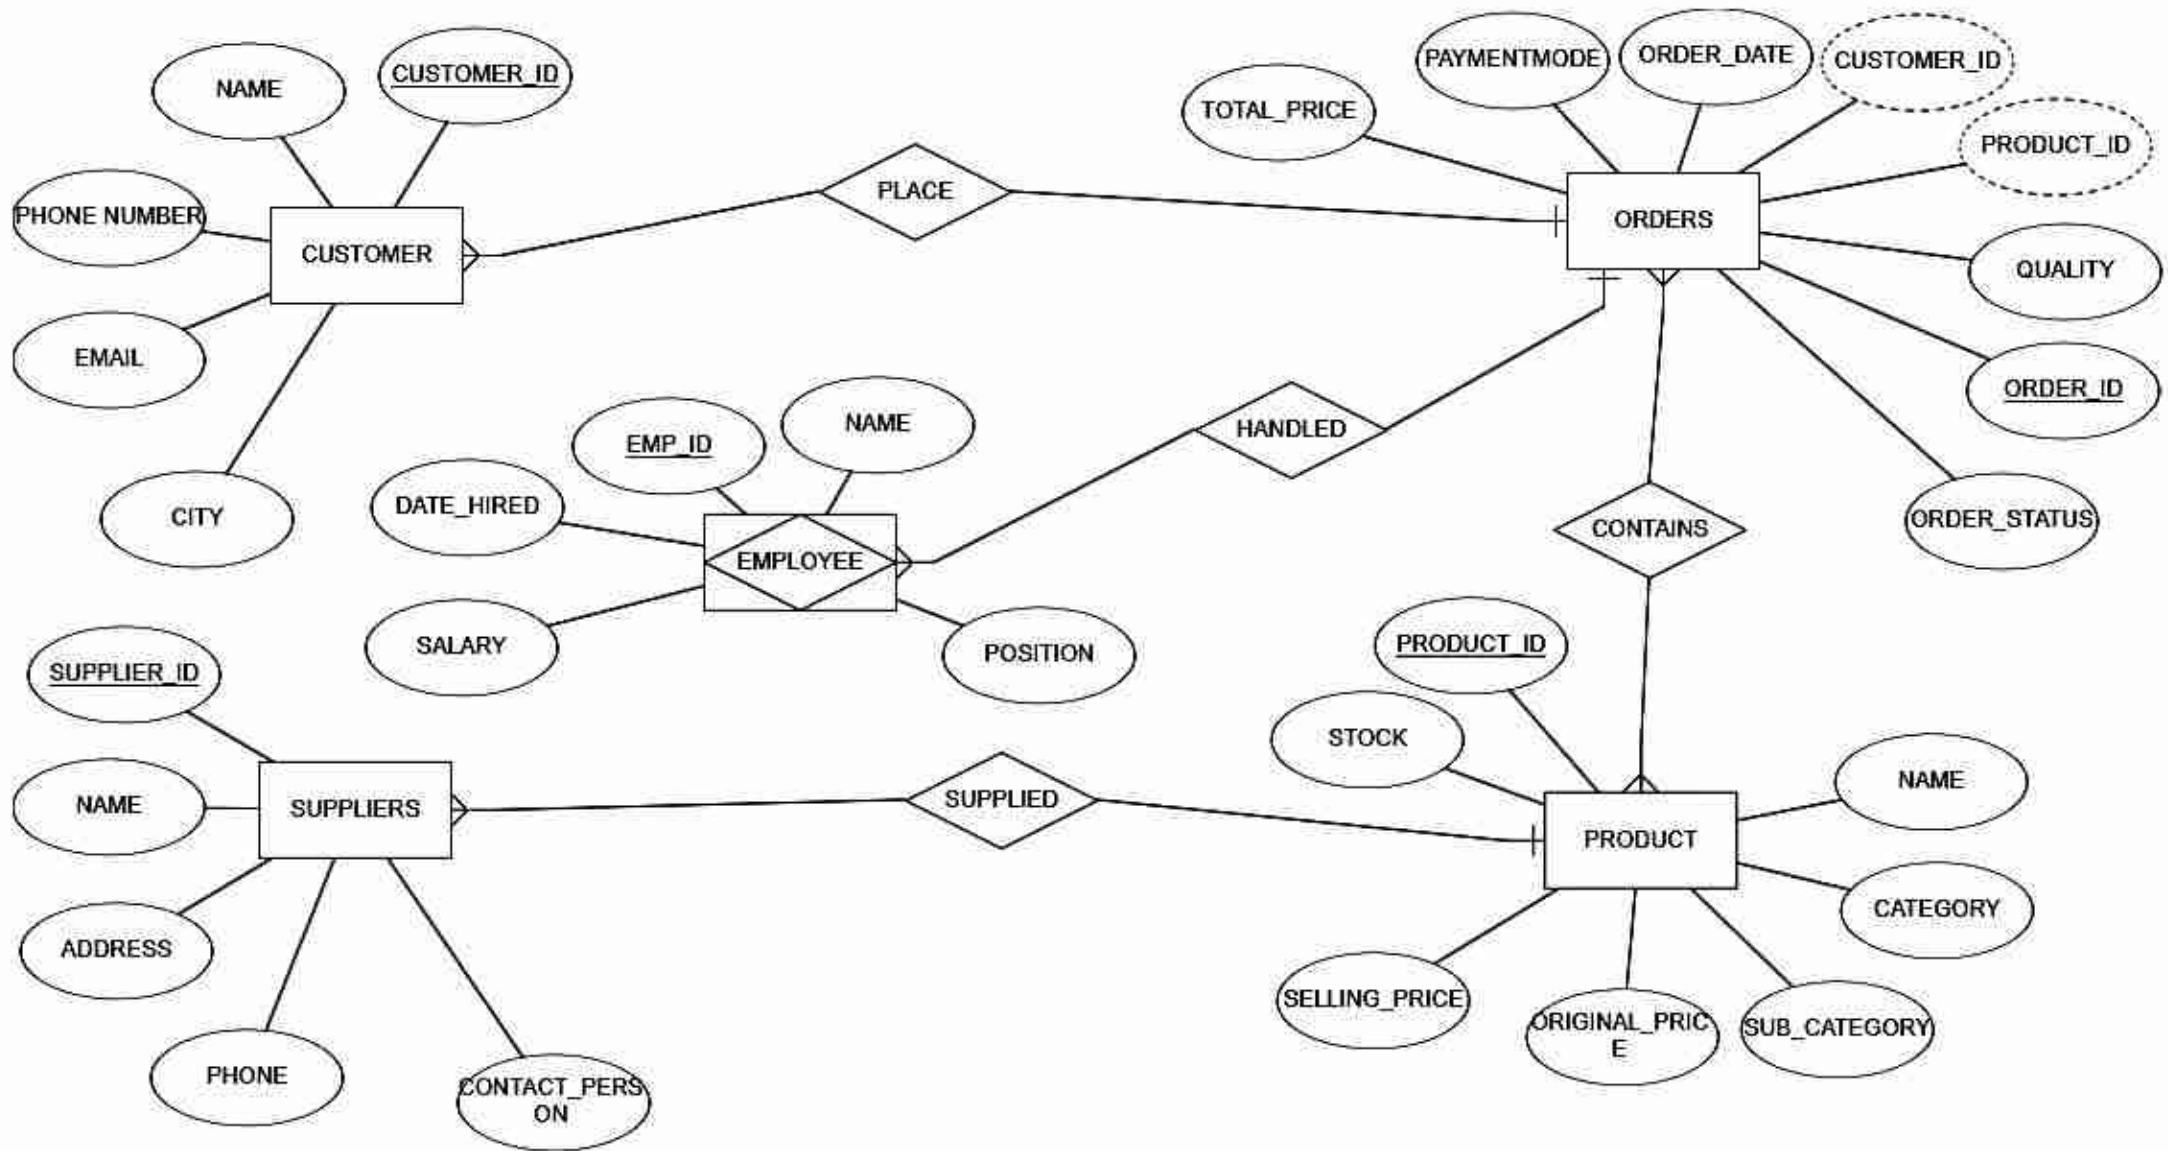 PAYMENTMODE
ORDER_DATE
CUSTOMER_ID
NAME
CUSTOMER_ID
TOTAL_PRICE
PRODUCT_ID
PLACE
PHONE NUMBER
CUSTOMER
ORDERS
QUALITY
EMAIL
ORDER_ID
NAME
HANDLED
EMP_ID
DATE_HIRED
CITY
CONTAINS
ORDER_STATUS
EMPLOYEE
SALARY
POSITION
PRODUCT_ID
SUPPLIER_ID
STOCK
NAME
NAME
SUPPLIERS
SUPPLIED
PRODUCT
CATEGORY
ADDRESS
SELLING_PRICE
ORIGINAL_PRIC
E
SUB_CATEGORY
PHONE
CONTACT_PERS
ON